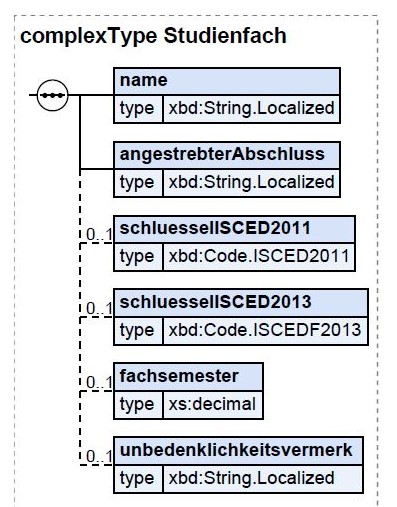 complexType Studienfach
name
type xbd:String.Localized
angestrebterAbschluss
type xbd:String.Localized
0..1
schluesselISCED2011
type xbd:Code.ISCED2011
0..1
schluesselISCED2013
type xbd:Code.ISCEDF2013
0..1
fachsemester
type xs:decimal
0..1
unbedenklichkeitsvermerk
type xbd:String.Localized